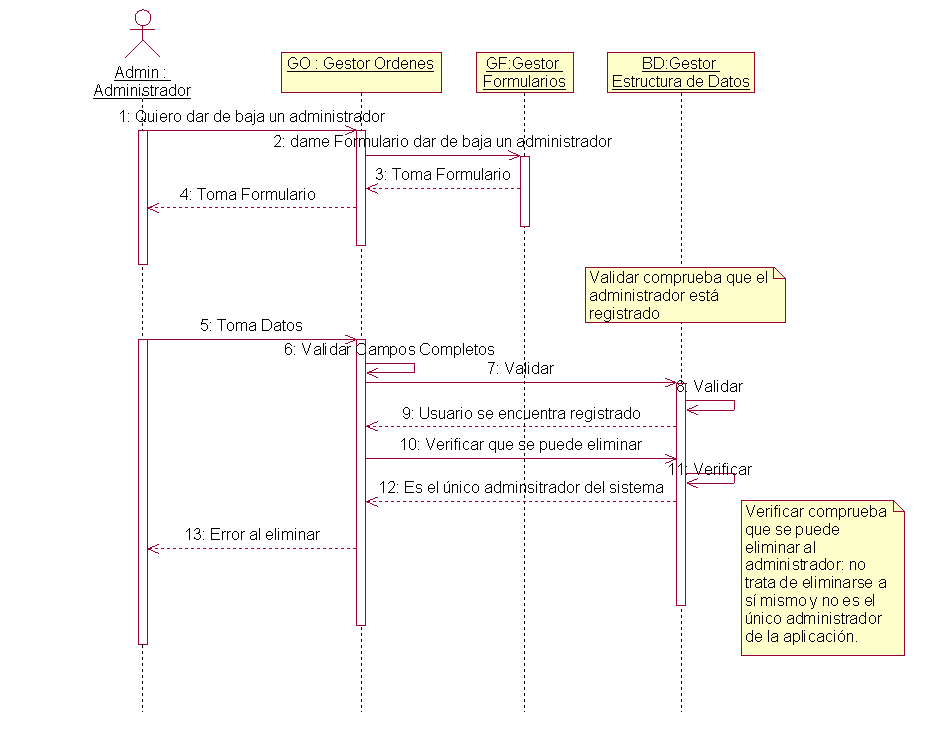 Admin :
Administrador
GO : Gestor Ordenes
GF:Gestor
Formularios
BD:Gestor
Estructura de Datos
1: Quiero dar de baja un administrador
2: dame Formulario dar de baja un administrador
3: Toma Formulario
4: Toma Formulario
Validar comprueba que el
administrador está
registrado
5: Toma Datos
6: Validar Campos Completos
7: Validar
8: Validar
9: Usuario se encuentra registrado
10: Verificar que se puede eliminar
11: Verificar
12: Es el único adminsitrador del sistema
13: Error al eliminar
Verificar comprueba
que se puede
eliminar al
administrador: no
trata de eliminarse a
sí mismo y no es el
único administrador
de la aplicación.